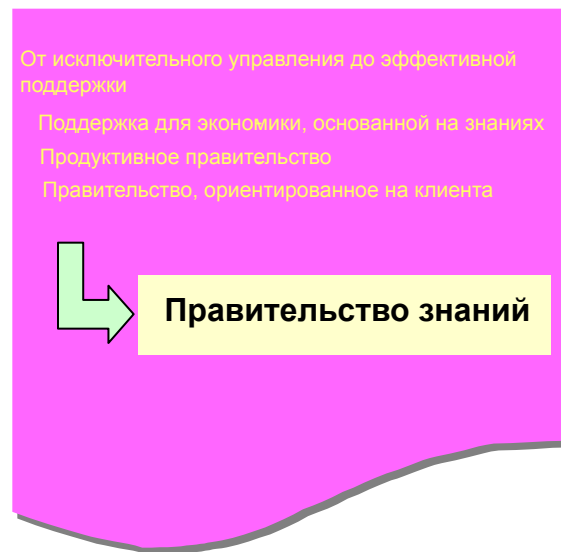 От исключительного управления до эффективной
поддержки
Поддержка для экономики, основанной на знаниях
Продуктивное правительство
Правительство, ориентированное на клиента
Правительство знаний